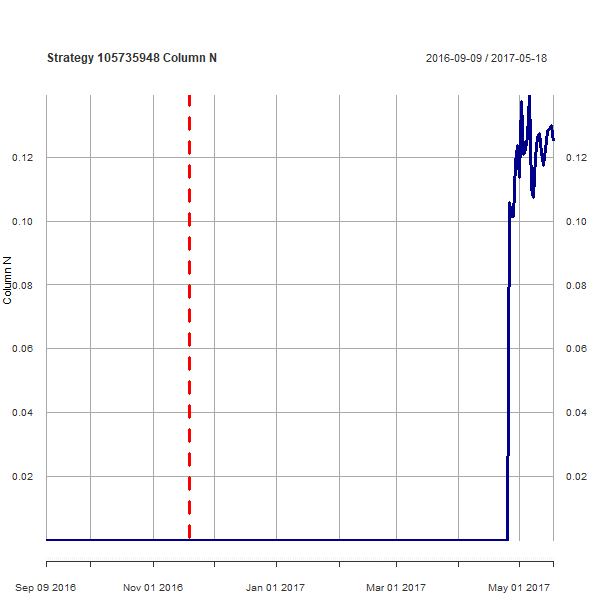 Strategy 105735948 Column N
2016-09-09 / 2017-05-18
Column N
0.12
0.12
0.10
0.10
0.08
0.08
0.06
0.06
0.04
0.04
0.02
0.02
Sep 09 2016
Nov 01 2016
Jan 01 2017
Mar 01 2017
May 01 2017